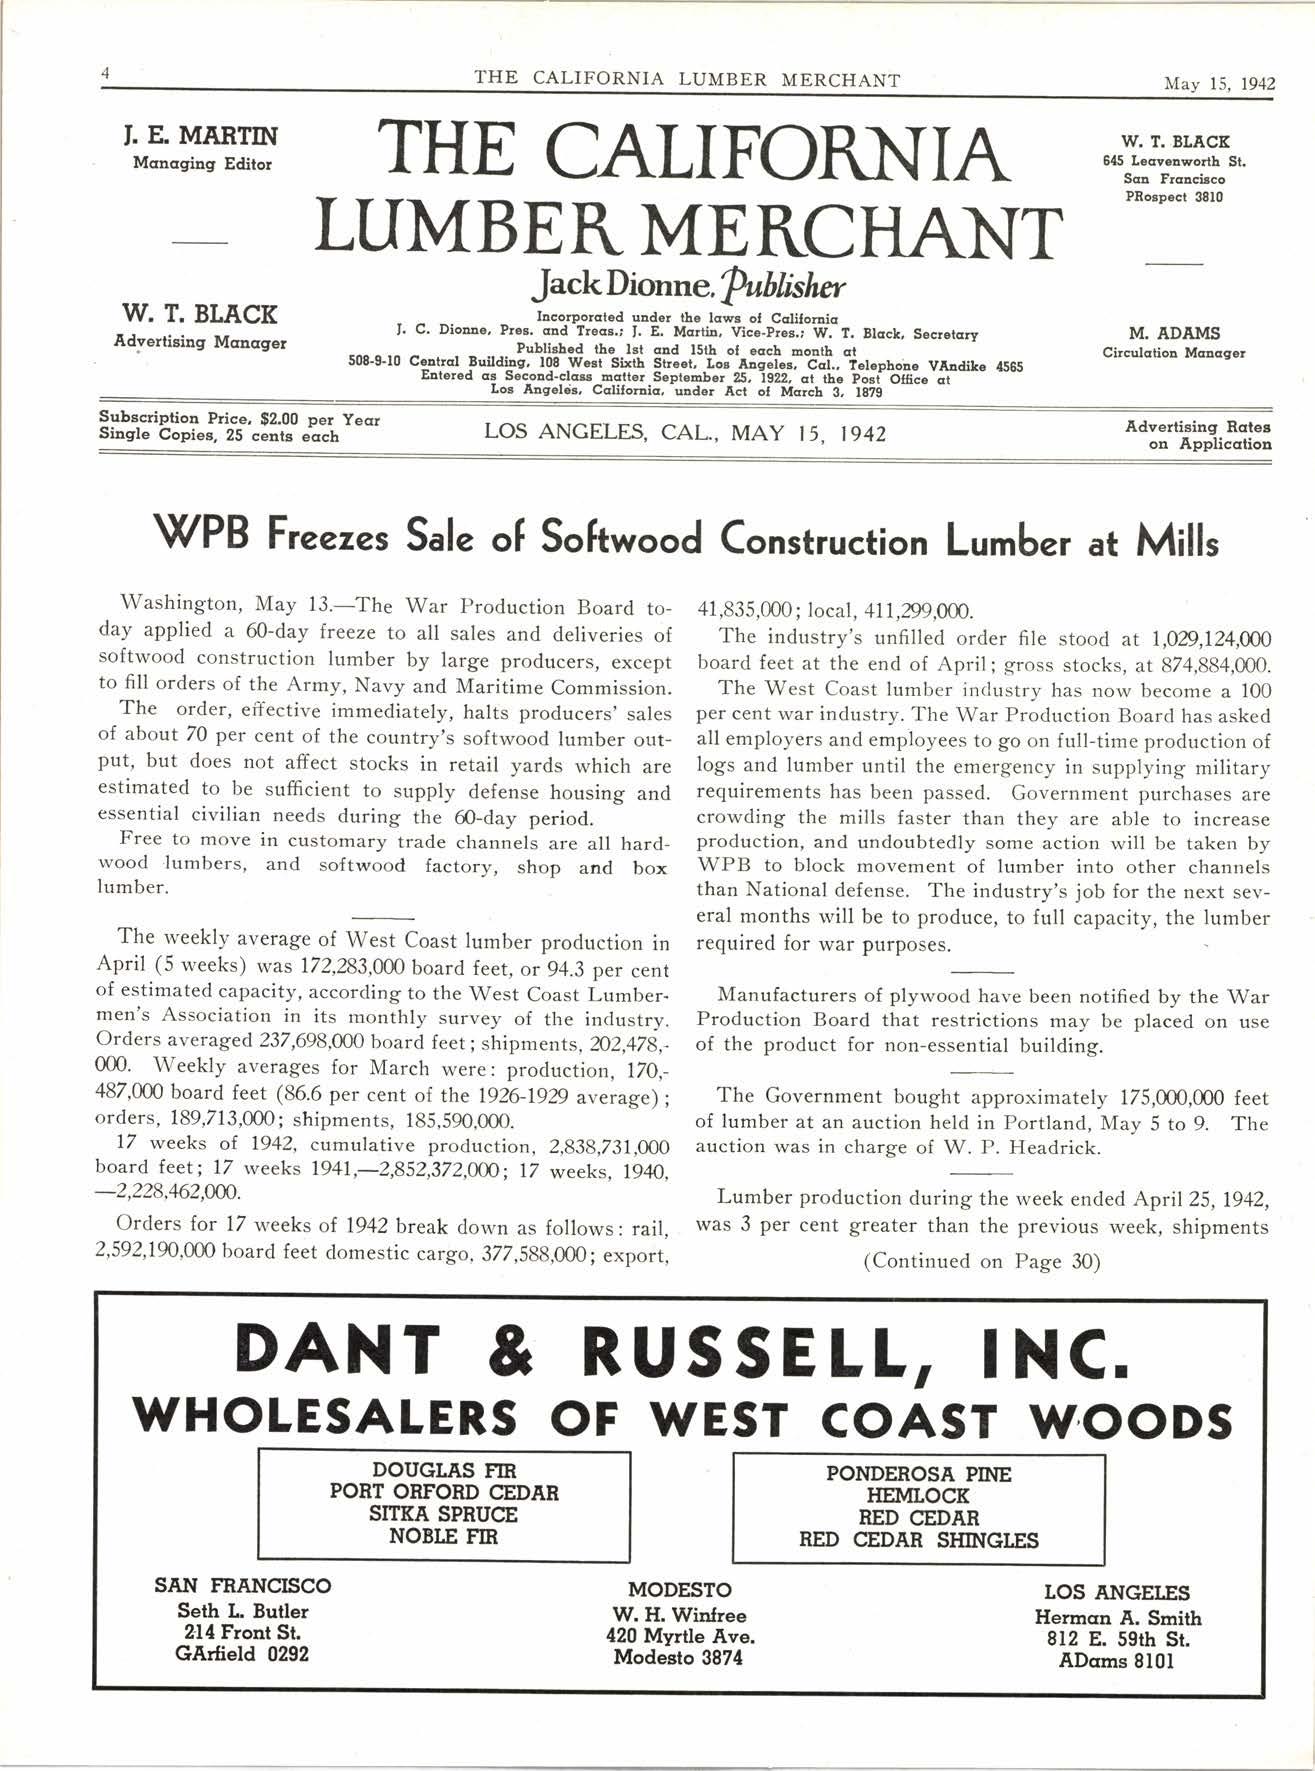 4
THE CALIFORNIA LUMBER MERCHANT
May 15, 1942
J. E. MARTIN
Managing Editor
W. T. BLACK
Advertising Manager
THE CALIFORNIA
LUMBER MERCHANT
Jack Dionne, Publisher
Incorporated under the laws of California
J. C. Dionne, Pres. and Treas.; J. E. Martin, Vice-Pres.; W. T. Black, Secretary
Published the 1st and 15th of each month at
508-9-10 Central Building, 108 West Sixth Street, Los Angeles, Cal., Telephone VAndike 4565
Entered as Second-class matter September 25, 1922, at the Post Office at
Los Angeles, California, under Act of March 3, 1879
W. T. BLACK
645 Leavenworth St.
San Francisco
PRospect 3810
M. ADAMS
Circulation Manager
Subscription Price, $2.00 per Year
Single Copies, 25 cents each
LOS ANGELES, CAL., MAY 15, 1942
Advertising Rates
on Application
WPB Freezes Sale of Softwood Construction Lumber at Mills
Washington, May 13.—The War Production Board to-
day applied a 60-day freeze to all sales and deliveries of
softwood construction lumber by large producers, except
to fill orders of the Army, Navy and Maritime Commission.
The order, effective immediately, halts producers' sales
of about 70 per cent of the country's softwood lumber out-
put, but does not affect stocks in retail yards which are
estimated to be sufficient to supply defense housing and
essential civilian needs during the 60-day period.
Free to move in customary trade channels are all hard-
wood lumbers, and softwood factory, shop and box
lumber.
The weekly average of West Coast lumber production in
April (5 weeks) was 172,283,000 board feet, or 94.3 per cent
of estimated capacity, according to the West Coast Lumber-
men's Association in its monthly survey of the industry.
Orders averaged 237,698,000 board feet; shipments, 202,478,-
000. Weekly averages for March were: production, 170,-
487,000 board feet (86.6 per cent of the 1926-1929 average);
orders, 189,713,000; shipments, 185,590,000.
17 weeks of 1942, cumulative production, 2,838,731,000
board feet; 17 weeks 1941,—2,852,372,000; 17 weeks, 1940,
—2,228,462,000.
Orders for 17 weeks of 1942 break down as follows: rail,
2,592,190,000 board feet domestic cargo, 377,588,000; export,
41,835,000; local, 411,299,000.
The industry's unfilled order file stood at 1,029,124,000
board feet at the end of April; gross stocks, at 874,884,000.
The West Coast lumber industry has now become a 100
per cent war industry. The War Production Board has asked
all employers and employees to go on full-time production of
logs and lumber until the emergency in supplying military
requirements has been passed. Government purchases are
crowding the mills faster than they are able to increase
production, and undoubtedly some action will be taken by
WPB to block movement of lumber into other channels
than National defense. The industry's job for the next sev-
eral months will be to produce, to full capacity, the lumber
required for war purposes.
Manufacturers of plywood have been notified by the War
Production Board that restrictions may be placed on use
of the product for non-essential building.
The Government bought approximately 175,000,000 feet
of lumber at an auction held in Portland, May 5 to 9. The
auction was in charge of W. P. Headrick.
Lumber production during the week ended April 25, 1942,
was 3 per cent greater than the previous week, shipments
(Continued on Page 30)
DANT & RUSSELL, INC.
WHOLESALERS OF WEST COAST WOODS
DOUGLAS FIR
PORT ORFORD CEDAR
SITKA SPRUCE
NOBLE FIR
PONDEROSA PINE
HEMLOCK
RED CEDAR
RED CEDAR SHINGLES
SAN FRANCISCO
Seth L. Butler
214 Front St.
GArfield 0292
MODESTO
W. H. Winfree
420 Myrtle Ave.
Modesto 3874
LOS ANGELES
Herman A. Smith
812 E. 59th St.
ADams 8101